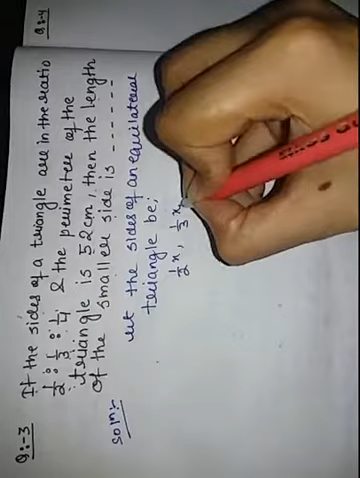 Q:-3 If the sides of a triangle are in the ratio
1/2 : 1/3 : 1/4 & the perimeter of the
triangle is 52cm, then the length
of the smaller side is ------
Soln:- let the sides of an equilateral
triangle be;
1/2 x, 1/3 x